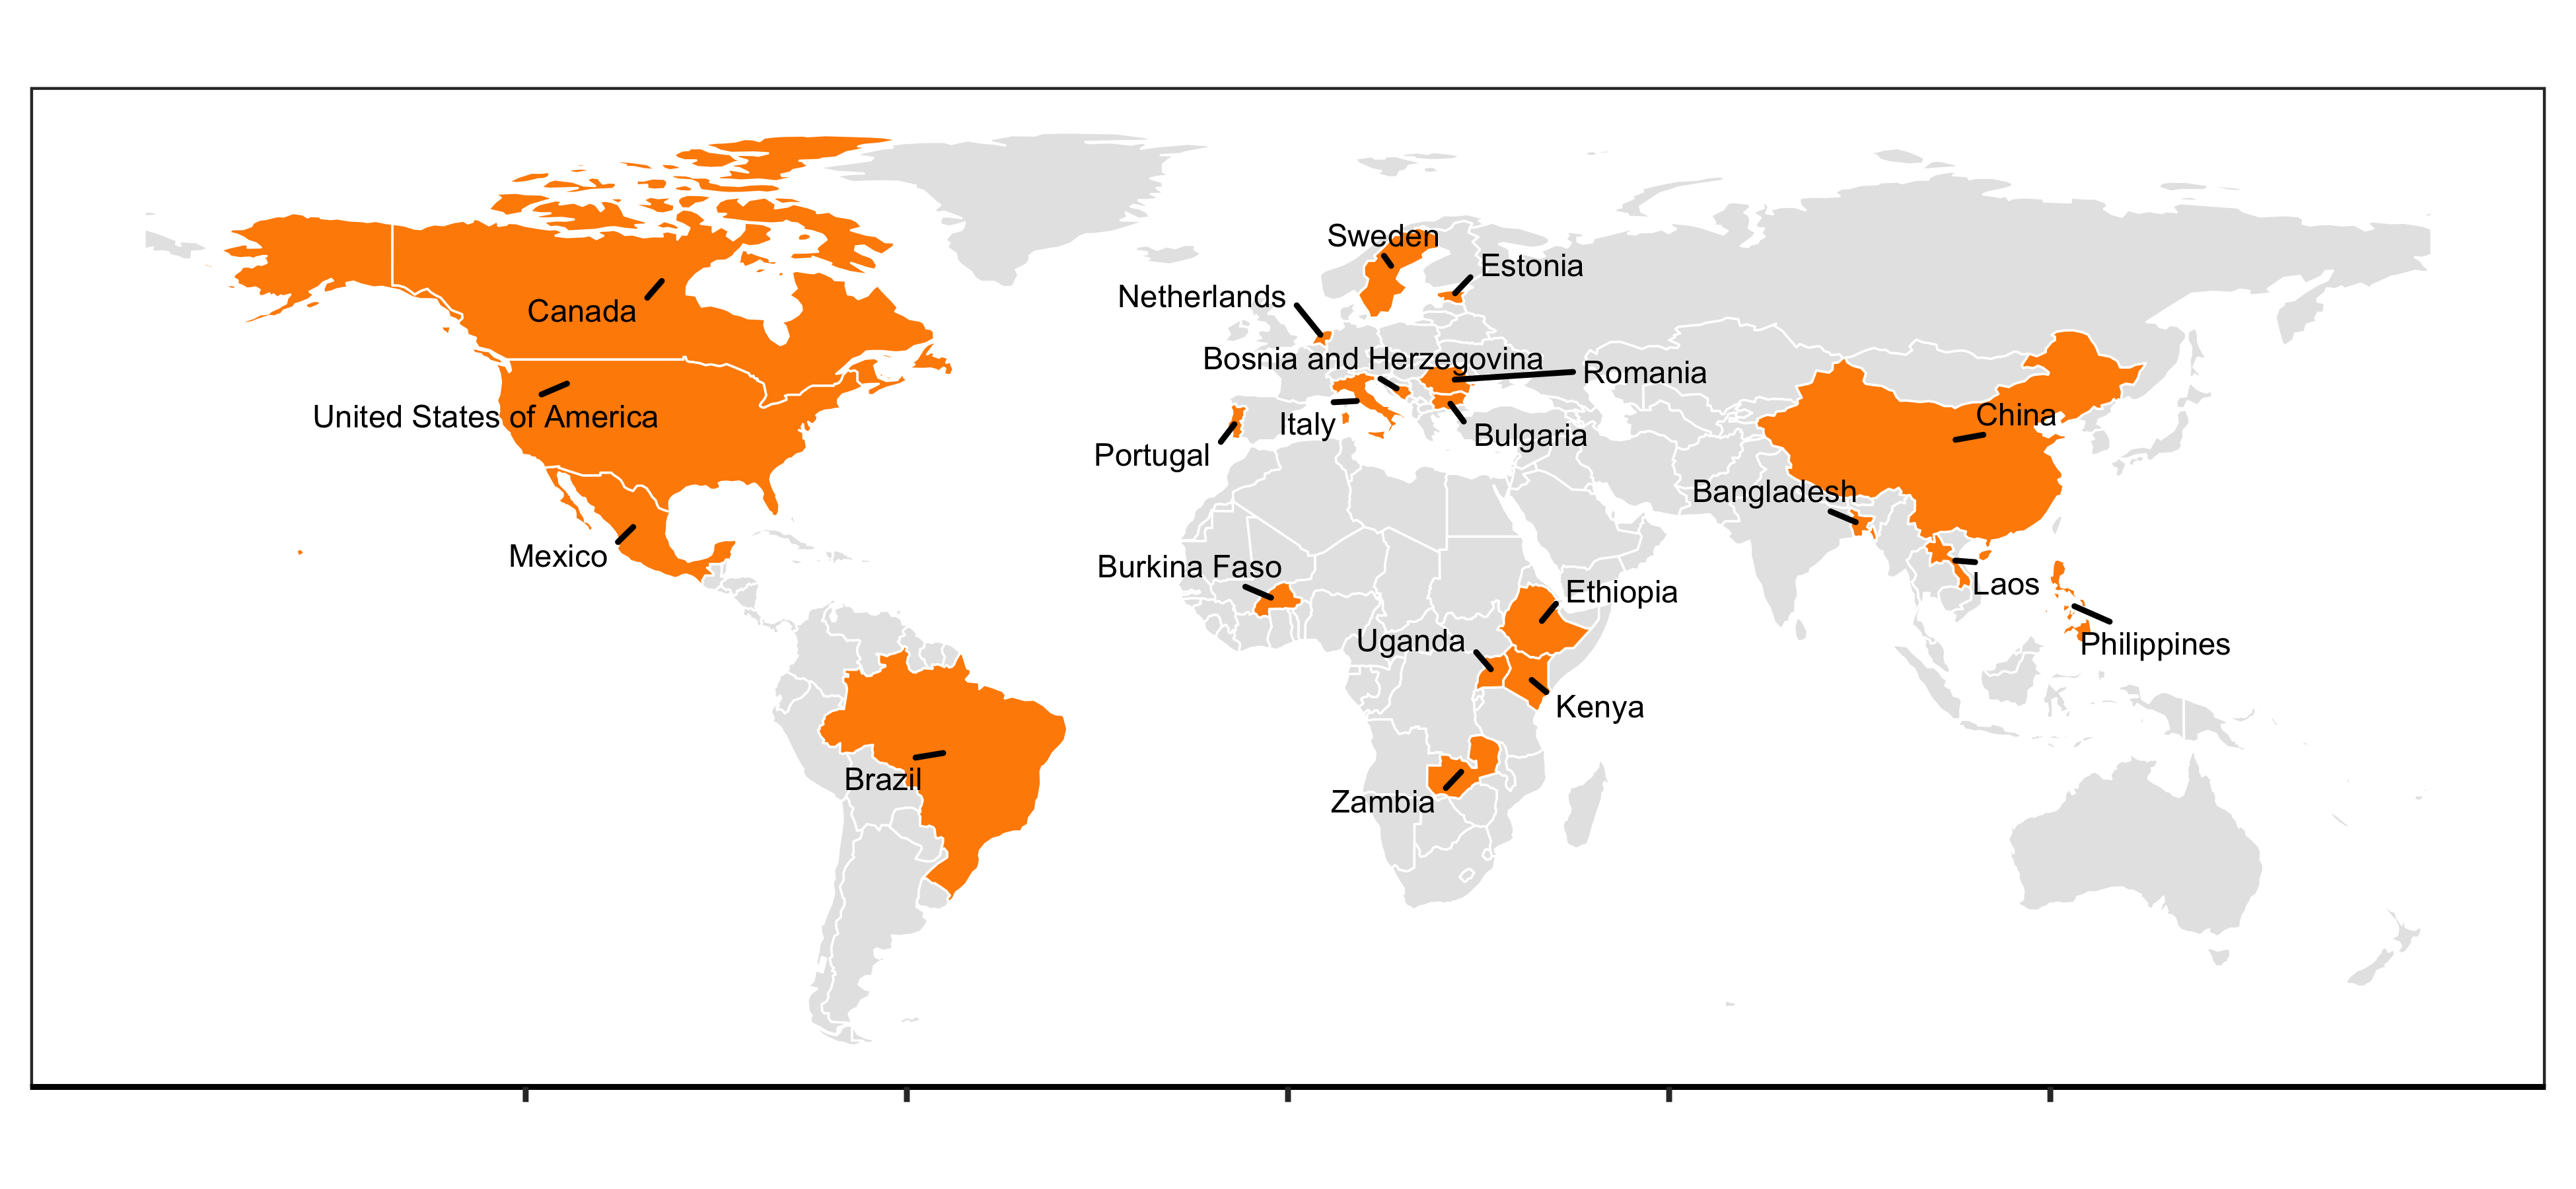 Sweden
Estonia
Netherlands
Canada
Bosnia and Herzegovina
Romania
United States of America
China
Italy
Bulgaria
Portugal
Bangladesh
Mexico
Burkina Faso
Laos
Ethiopia
Uganda
Philippines
Kenya
Brazil
Zambia